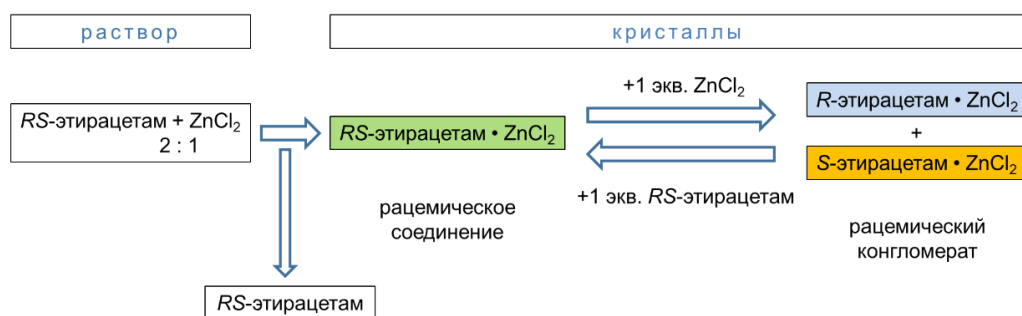 раствор
кристаллы
RS-этирацетам + ZnCl₂
2 : 1
RS-этирацетам • ZnCl₂
+1 экв. ZnCl₂
+1 экв. RS-этирацетам
R-этирацетам • ZnCl₂
+
S-этирацетам • ZnCl₂
рацемическое
соединение
рацемический
конгломерат
RS-этирацетам